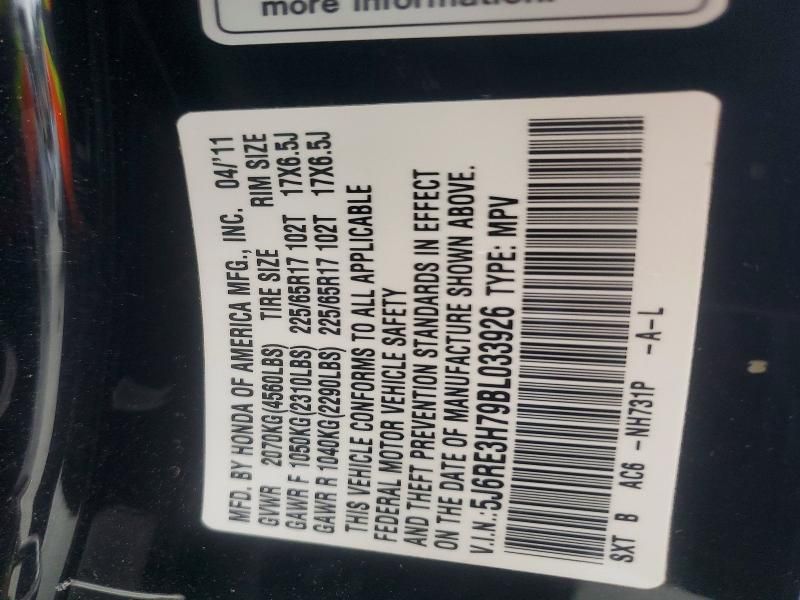 more information.
MFD. BY HONDA OF AMERICA MFG., INC. 04/'11
GVWR 2070KG(4560LBS) TIRE SIZE RIM SIZE
GAWR F 1050KG(2310LBS) 225/65R17 102T 17X6.5J
GAWR R 1040KG(2290LBS) 225/65R17 102T 17X6.5J
THIS VEHICLE CONFORMS TO ALL APPLICABLE
FEDERAL MOTOR VEHICLE SAFETY
AND THEFT PREVENTION STANDARDS IN EFFECT
ON THE DATE OF MANUFACTURE SHOWN ABOVE.
V.I.N.:5J6RE3H79BL033926 TYPE: MPV
SXT B AC6 -NH731P -A-L